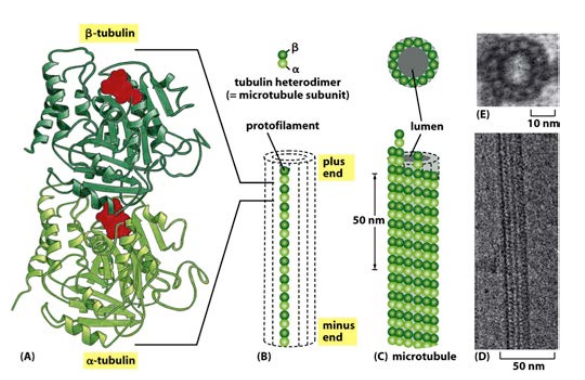 β-tubulin
β
α
tubulin heterodimer
(= microtubule subunit)
protofilament
lumen
plus
end
50 nm
minus
end
(A)
α-tubulin
(B)
(C) microtubule
(E)
10 nm
(D)
50 nm